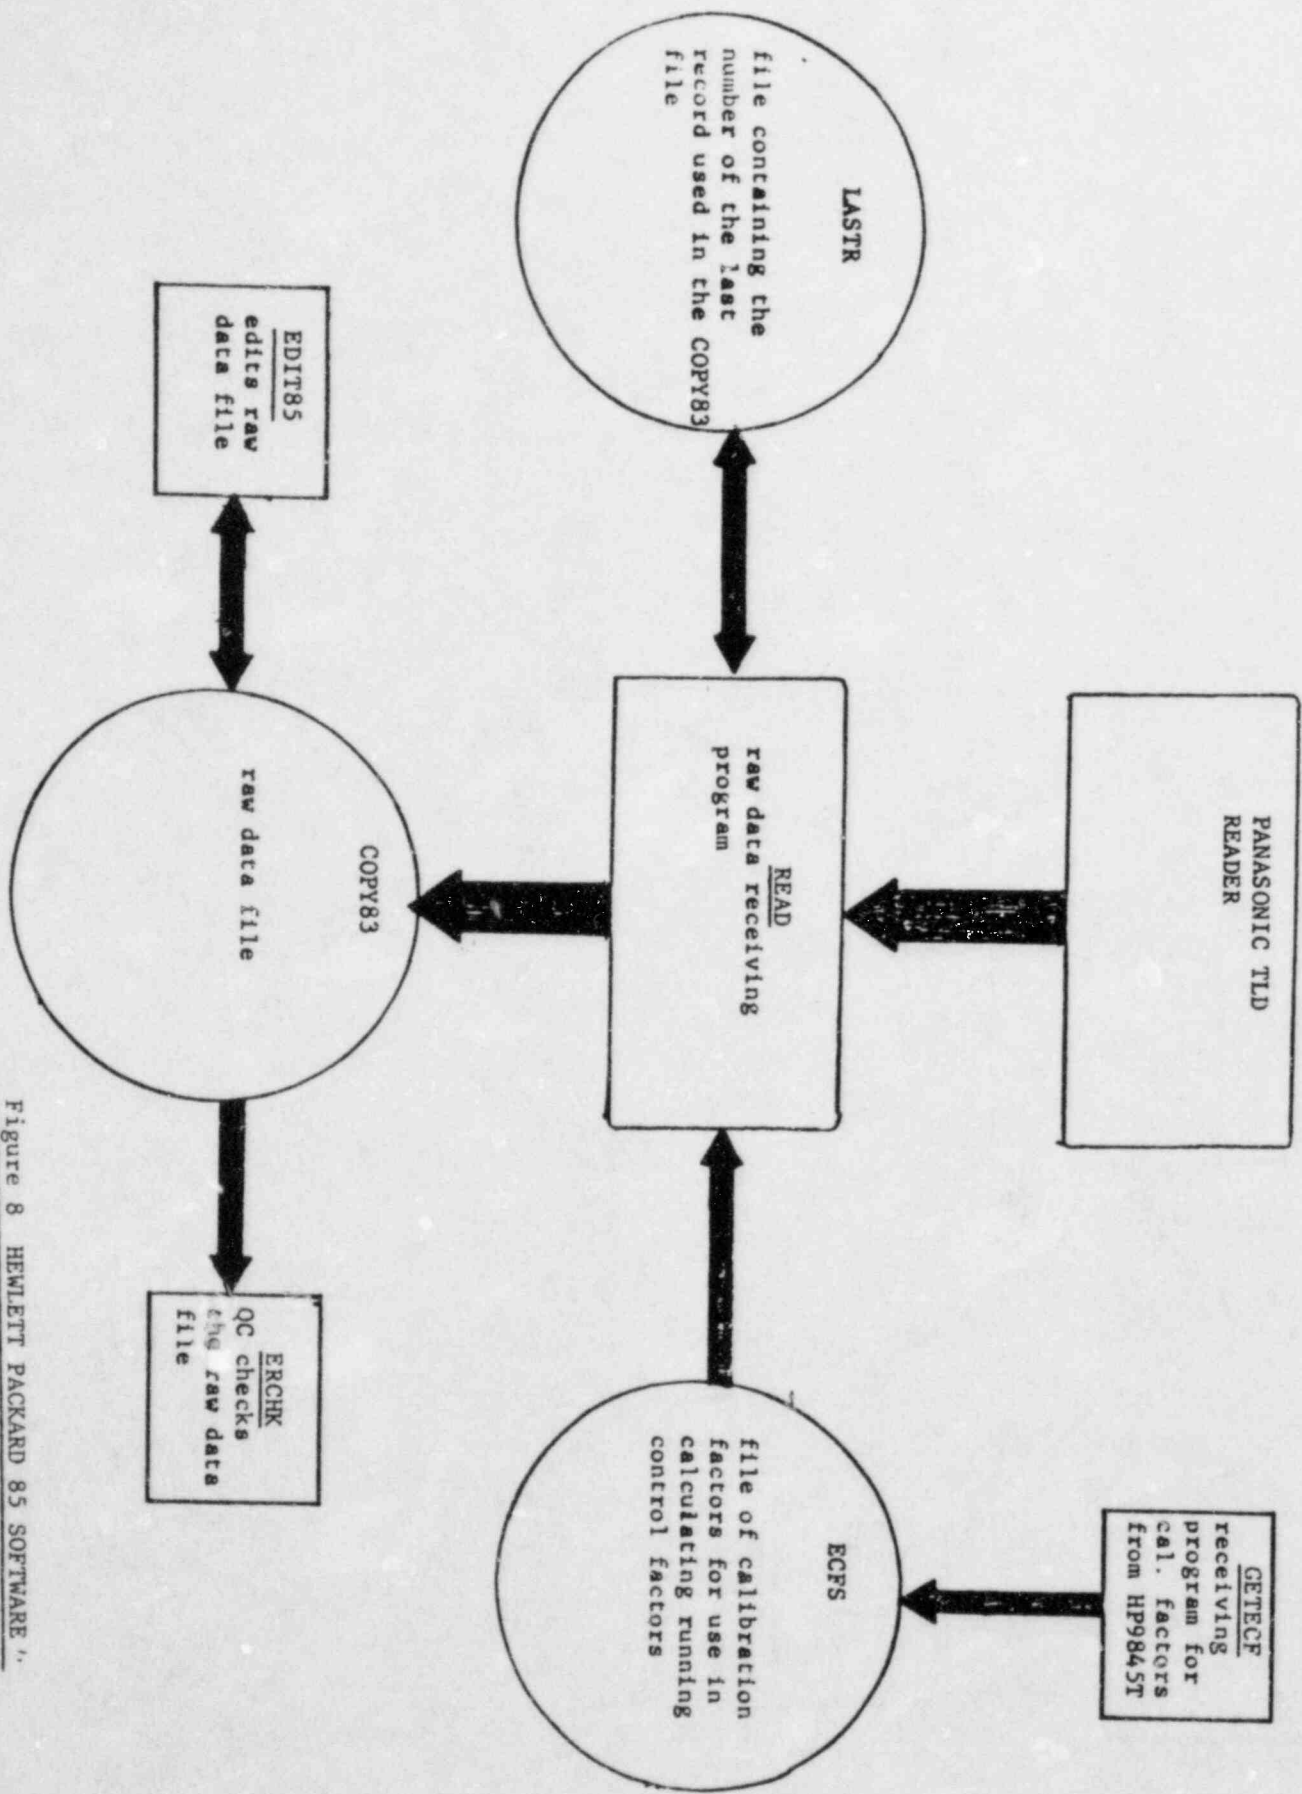 PANASONIC TLD
READER
GETECF
receiving
program for
cal. factors
from HP9845T
LASTR
file containing the
number of the last
record used in the COPY83
file
READ
raw data receiving
program
ECFS
file of calibration
factors for use in
calculating running
control factors
EDIT85
edits raw
data file
COPY83
raw data file
ERCHK
QC checks
the raw data
file
Figure 8 HEWLETT PACKARD 85 SOFTWARE